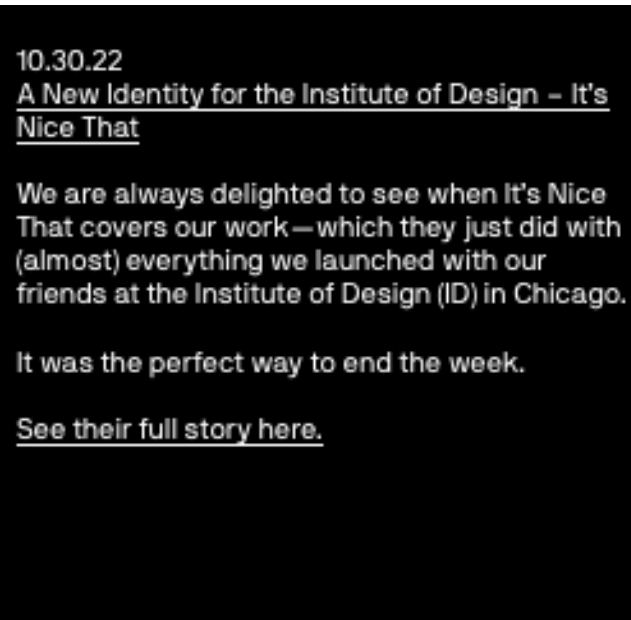 10.30.22
A New Identity for the Institute of Design – It's
Nice That
We are always delighted to see when It's Nice
That covers our work—which they just did with
(almost) everything we launched with our
friends at the Institute of Design (ID) in Chicago.
It was the perfect way to end the week.
See their full story here.